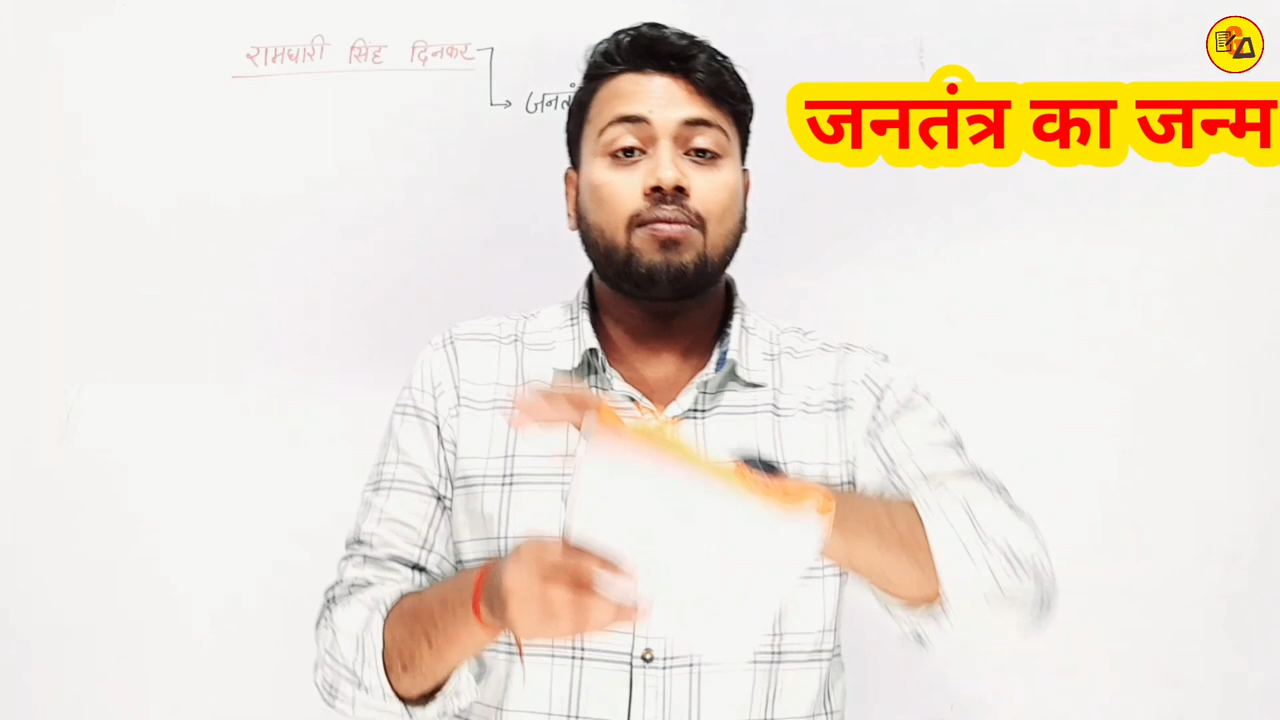 रामधारी सिंह दिनकर
जनतंत्र का जन्म